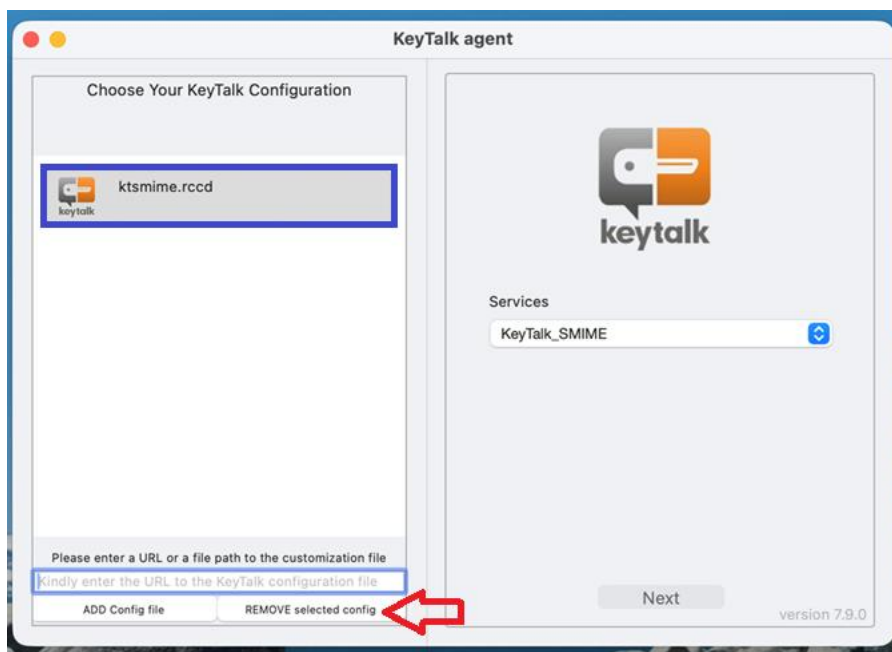 KeyTalk agent
Choose Your KeyTalk Configuration
ktsmime.rccd
keytalk
keytalk
Services
KeyTalk_SMIME
Please enter a URL or a file path to the customization file
Kindly enter the URL to the KeyTalk configuration file
ADD Config file
REMOVE selected config
Next
version 7.9.0